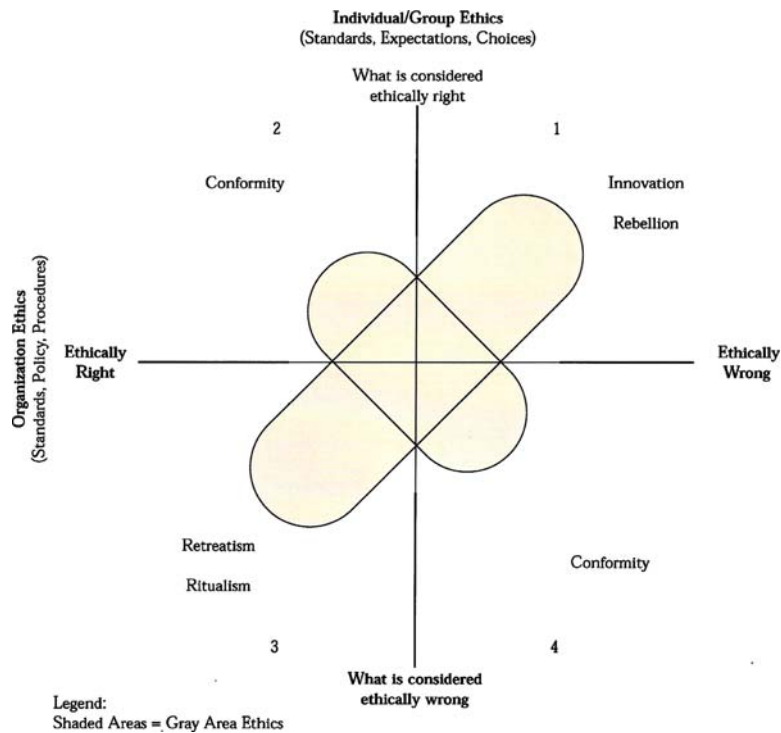 Individual/Group Ethics
(Standards, Expectations, Choices)
What is considered
ethically right
2
1
Conformity
Innovation
Rebellion
Organization Ethics
(Standards, Policy, Procedures)
Ethically
Right
Ethically
Wrong
Retreatism
Ritualism
Conformity
3
4
What is considered
ethically wrong
Legend:
Shaded Areas = Gray Area Ethics